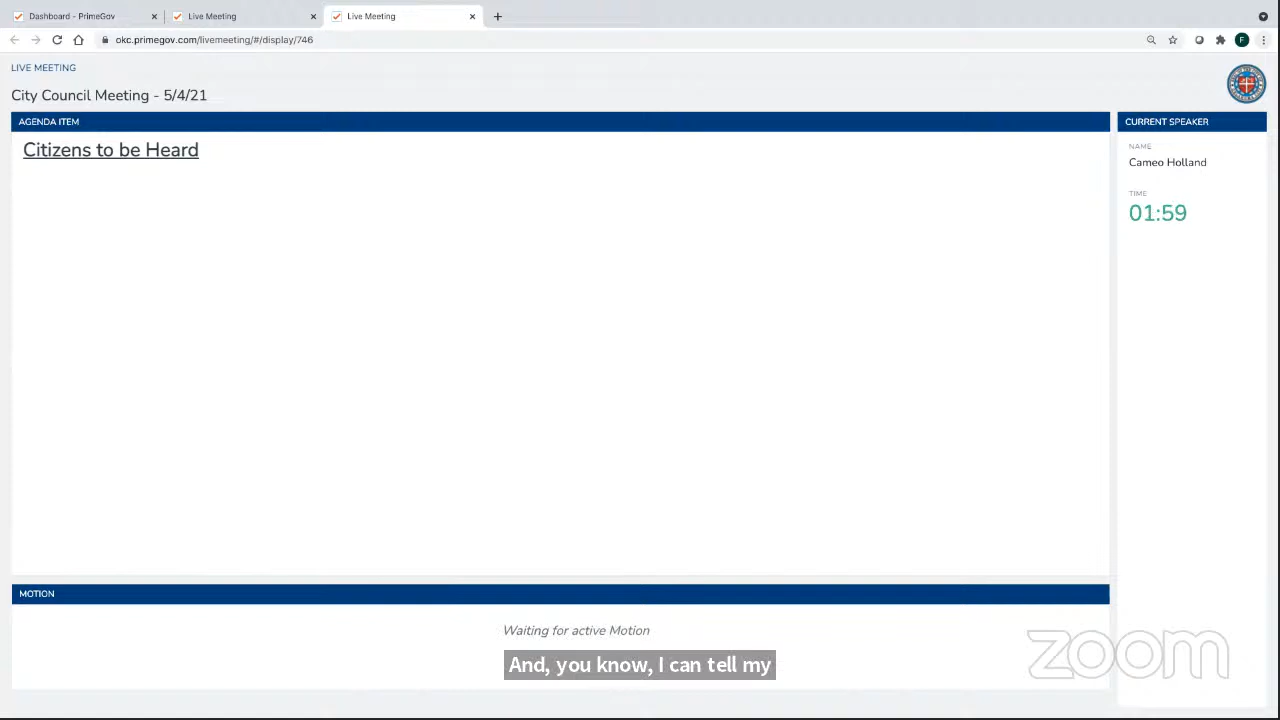 Dashboard - PrimeGov
Live Meeting
Live Meeting
okc.primegov.com/livemeeting/#/display/746
F
LIVE MEETING
City Council Meeting - 5/4/21
AGENDA ITEM
Citizens to be Heard
CURRENT SPEAKER
NAME
Cameo Holland
TIME
01:59
MOTION
Waiting for active Motion
And, you know, I can tell my
zoom